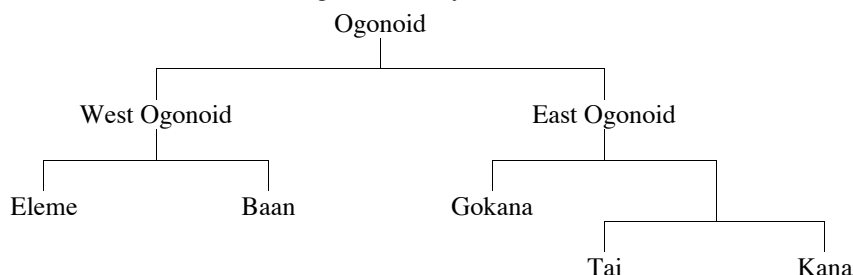 Ogonoid
West Ogonoid East Ogonoid
Eleme Baan Gokana
Tai Kana